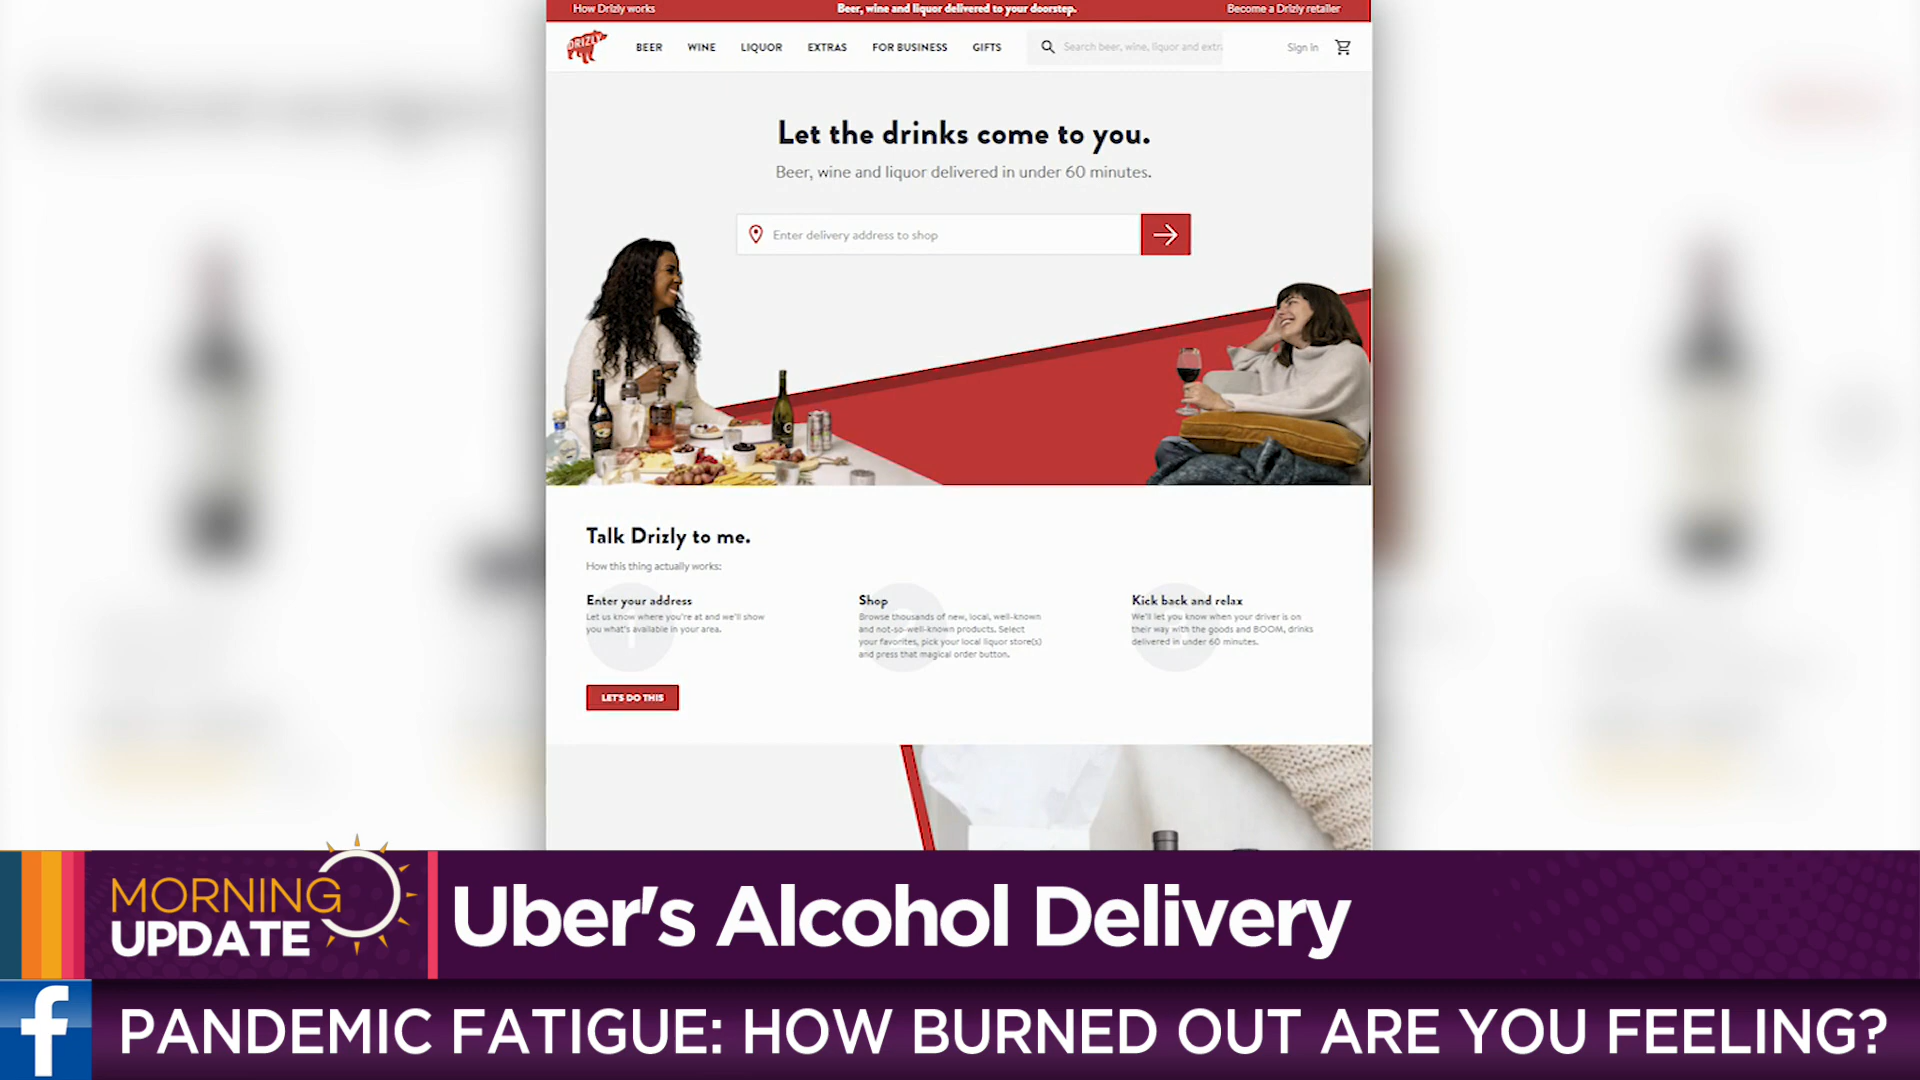 How Drizly works
Beer, wine and liquor delivered to your doorstep.
Become a Drizly retailer
DRIZLY
BEER
WINE
LIQUOR
EXTRAS
FOR BUSINESS
GIFTS
Search beer, wine, liquor and extr
Sign in
Let the drinks come to you.
Beer, wine and liquor delivered in under 60 minutes.
Enter delivery address to shop
Talk Drizly to me.
How this thing actually works:
Enter your address
Let us know where you're at and we'll show
you what's available in your area.
Shop
Browse thousands of new, local, well-known
and not-so-well-known products. Select
your favorites, pick your local liquor store(s)
and press that magical order button.
Kick back and relax
We'll let you know when your driver is on
their way with the goods and BOOM, drinks
delivered in under 60 minutes.
LET'S DO THIS
MORNING
UPDATE
Uber's Alcohol Delivery
f
PANDEMIC FATIGUE: HOW BURNED OUT ARE YOU FEELING?